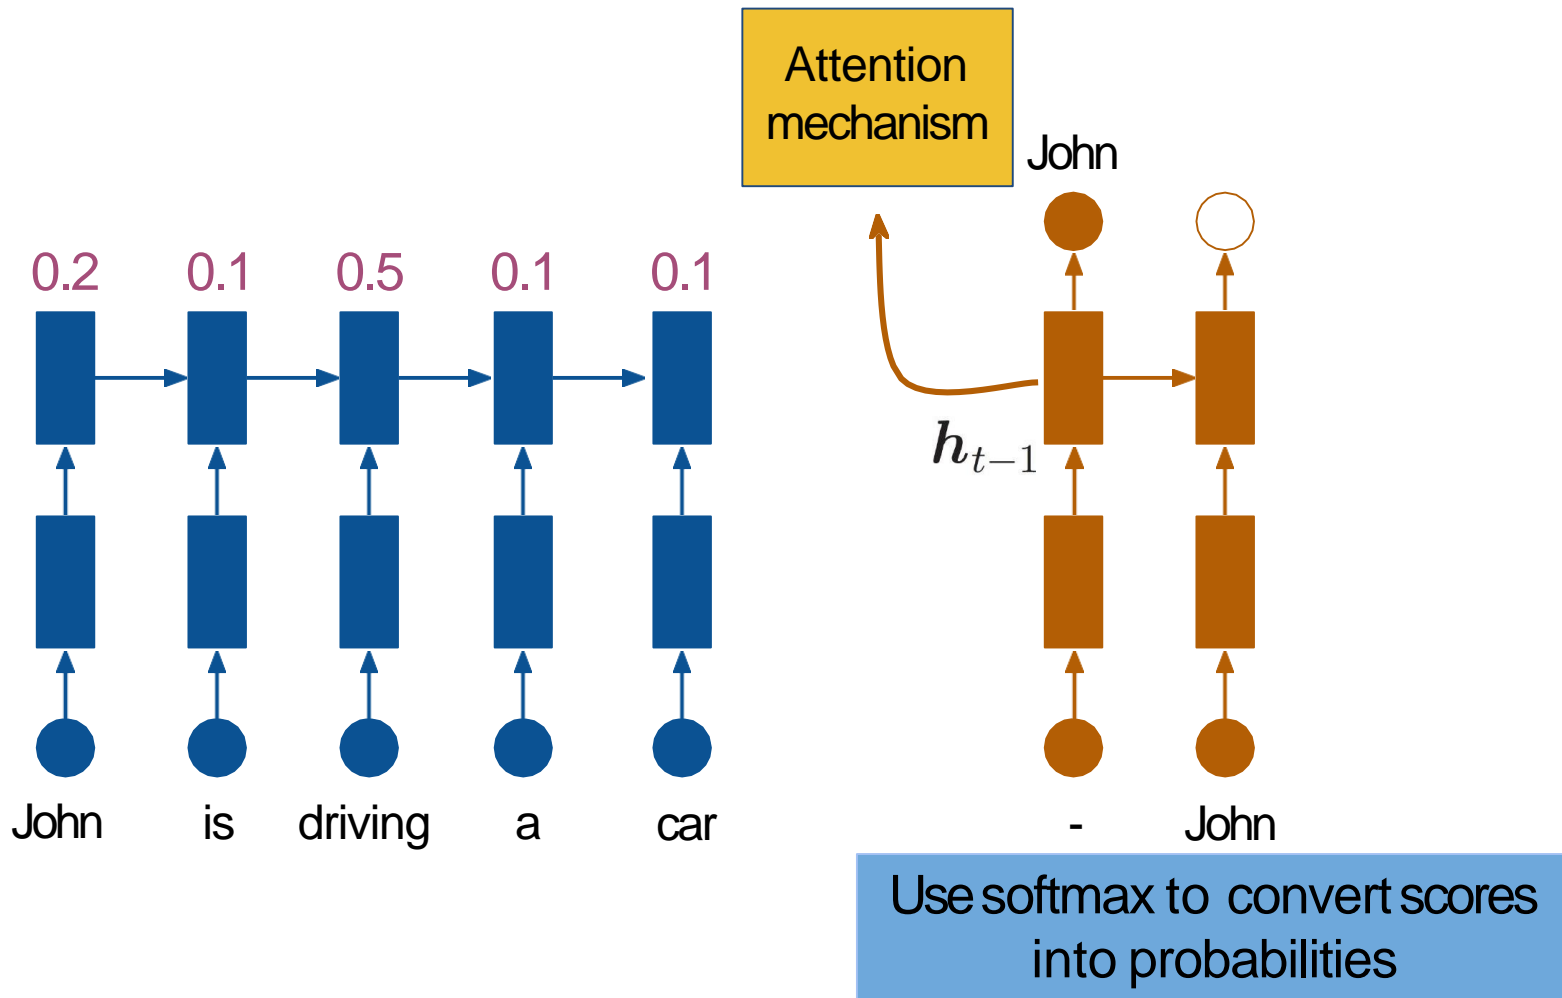 Attention
mechanism
John
0.2 0.1 0.5 0.1 0.1
h_{t−1}
John is driving a car - John
Use softmax to convert scores
into probabilities